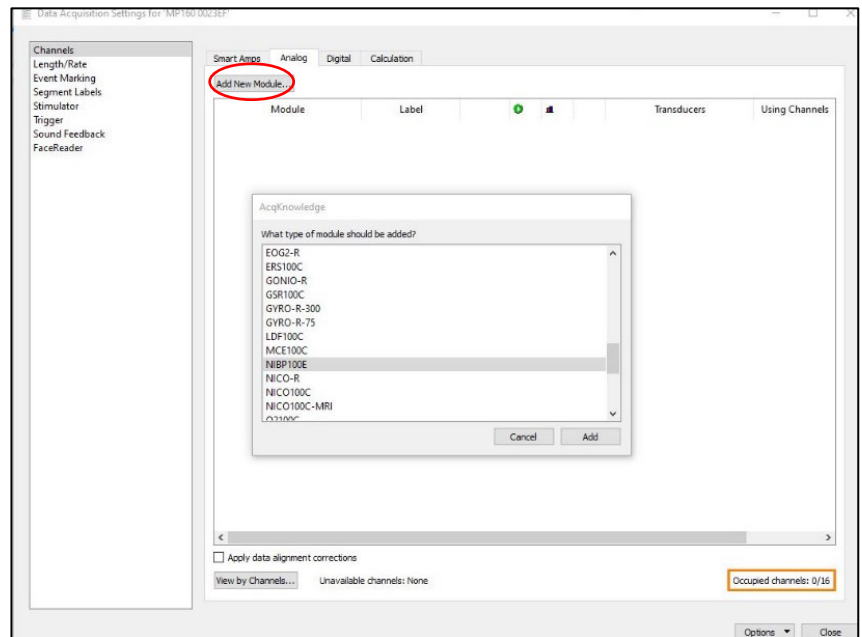 Data Acquisition Settings for 'MP160 0023EF'
Channels
Length/Rate
Event Marking
Segment Labels
Stimulator
Trigger
Sound Feedback
FaceReader
Smart Amps Analog Digital Calculation
Add New Module...
Module Label Transducers Using Channels
AcqKnowledge
What type of module should be added?
EOG2-R
ERS100C
GONIO-R
GSR100C
GYRO-R-300
GYRO-R-75
LDF100C
MCE100C
NIBP100E
NICO-R
NICO100C
NICO100C-MRI
O2100C
Cancel Add
Apply data alignment corrections
View by Channels... Unavailable channels: None Occupied channels: 0/16
Options Close